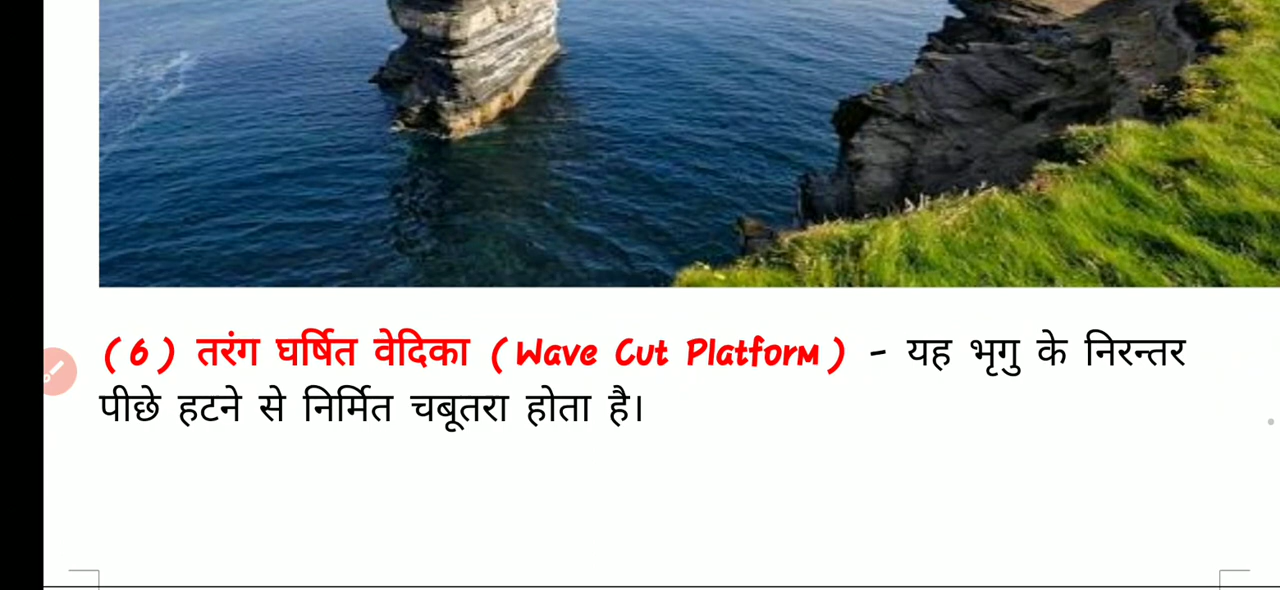 (6) तरंग घर्षित वेदिका (Wave Cut Platform) - यह भृगु के निरन्तर
पीछे हटने से निर्मित चबूतरा होता है।